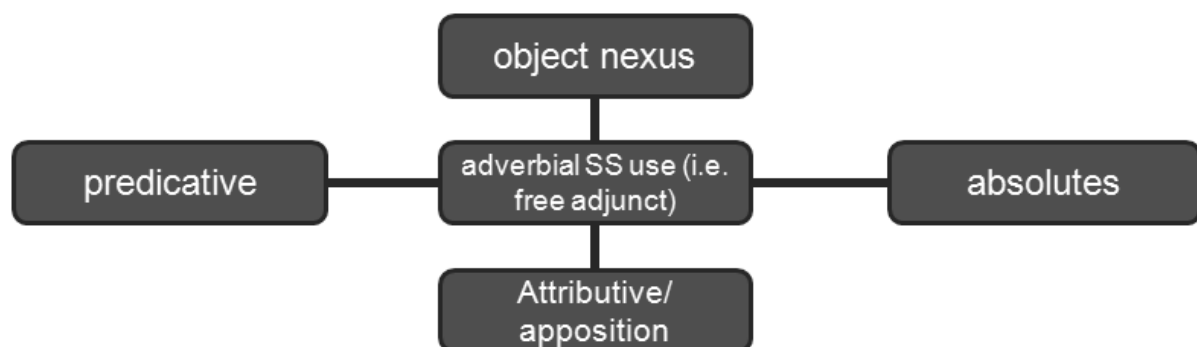 object nexus
predicative
adverbial SS use (i.e.
free adjunct)
absolutes
Attributive/
apposition